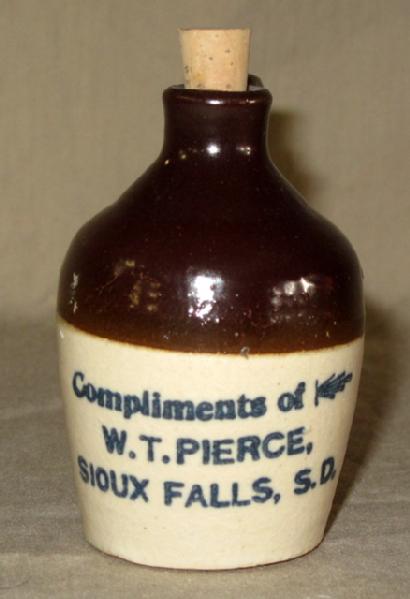 Compliments of
W. T. PIERCE,
SIOUX FALLS, S. D.